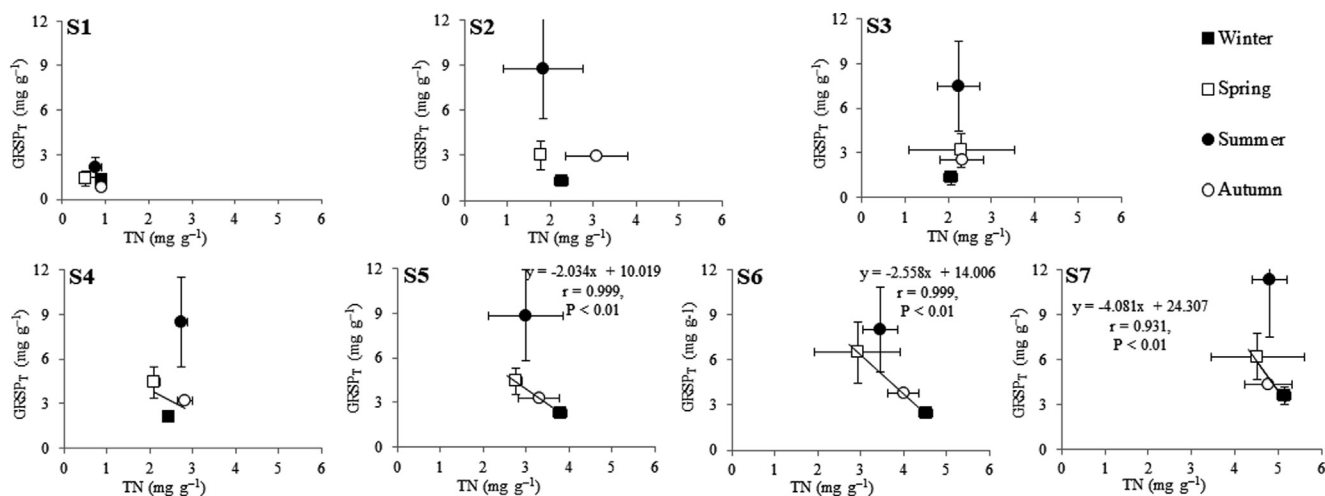 S1
12
9
6
3
0
GRSPT (mg g⁻¹)
0 1 2 3 4 5 6
TN (mg g⁻¹)
S2
12
9
6
3
0
GRSPT (mg g⁻¹)
0 1 2 3 4 5 6
TN (mg g⁻¹)
S3
12
9
6
3
0
GRSPT (mg g⁻¹)
0 1 2 3 4 5 6
TN (mg g⁻¹)
Winter
Spring
Summer
Autumn
S4
12
9
6
3
0
GRSPT (mg g⁻¹)
0 1 2 3 4 5 6
TN (mg g⁻¹)
S5
y = -2.034x + 10.019
r = 0.999,
P < 0.01
12
9
6
3
0
GRSPT (mg g⁻¹)
0 1 2 3 4 5 6
TN (mg g⁻¹)
S6
y = -2.558x + 14.006
r = 0.999,
P < 0.01
12
9
6
3
0
GRSPT (mg g-1)
0 1 2 3 4 5 6
TN (mg g⁻¹)
S7
y = -4.081x + 24.307
r = 0.931,
P < 0.01
12
9
6
3
0
GRSPT (mg g⁻¹)
0 1 2 3 4 5 6
TN (mg g⁻¹)